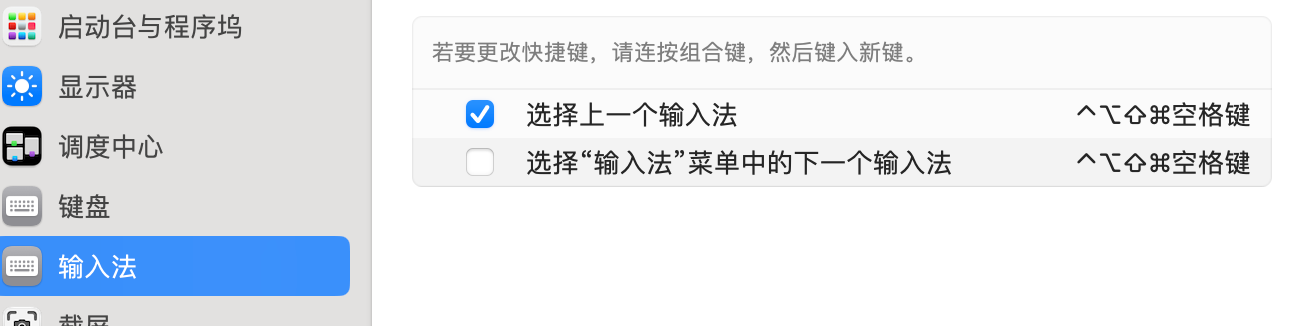 启动台与程序坞
显示器
调度中心
键盘
输入法
截屏
若要更改快捷键，请连按组合键，然后键入新键。
选择上一个输入法 ^⌥⇧⌘空格键
选择“输入法”菜单中的下一个输入法 ^⌥⇧⌘空格键